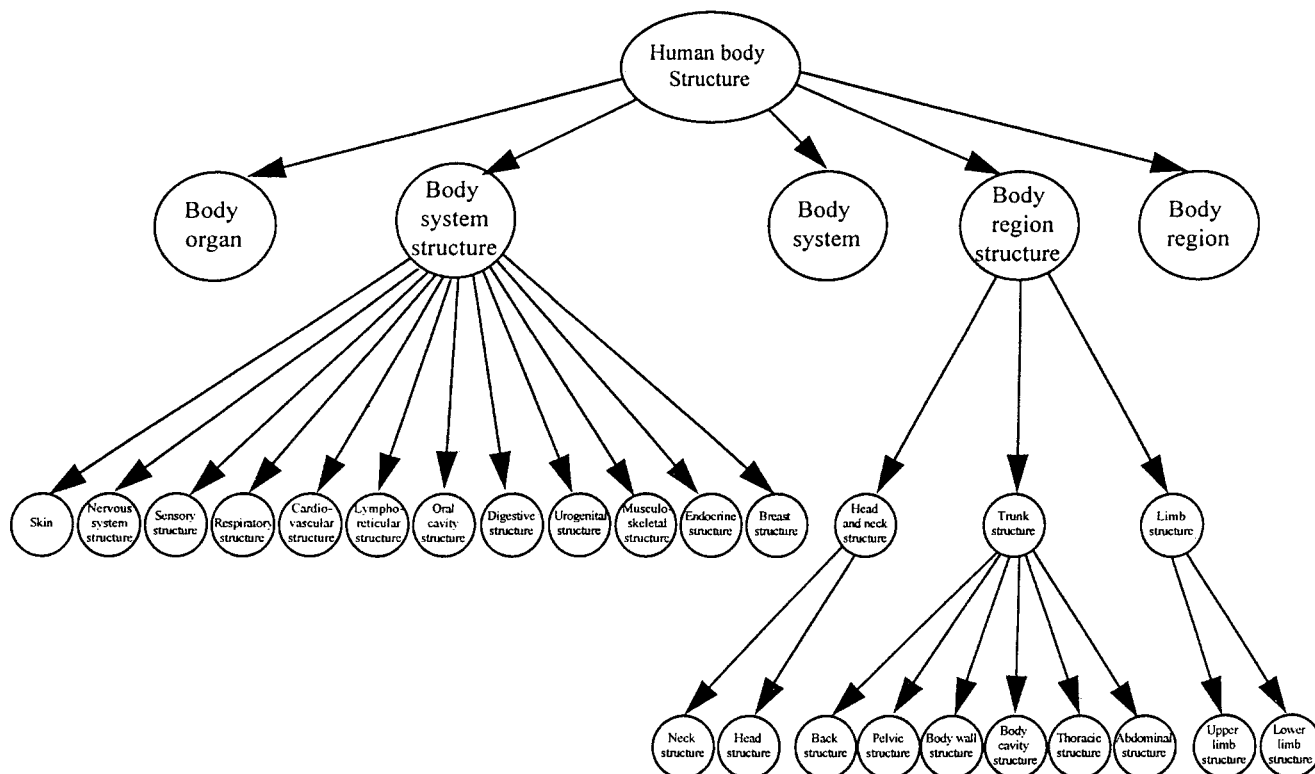 Human body
Structure
Body
organ
Body
system
structure
Body
system
Body
region
structure
Body
region
Skin
Nervous
system
structure
Sensory
structure
Respiratory
structure
Cardio-
vascular
structure
Lympho-
reticular
structure
Oral
cavity
structure
Digestive
structure
Urogenital
structure
Musculo-
skeletal
structure
Endocrine
structure
Breast
structure
Head
and neck
structure
Trunk
structure
Limb
structure
Neck
structure
Head
structure
Back
structure
Pelvic
structure
Body wall
structure
Body
cavity
structure
Thoracic
structure
Abdominal
structure
Upper
limb
structure
Lower
limb
structure